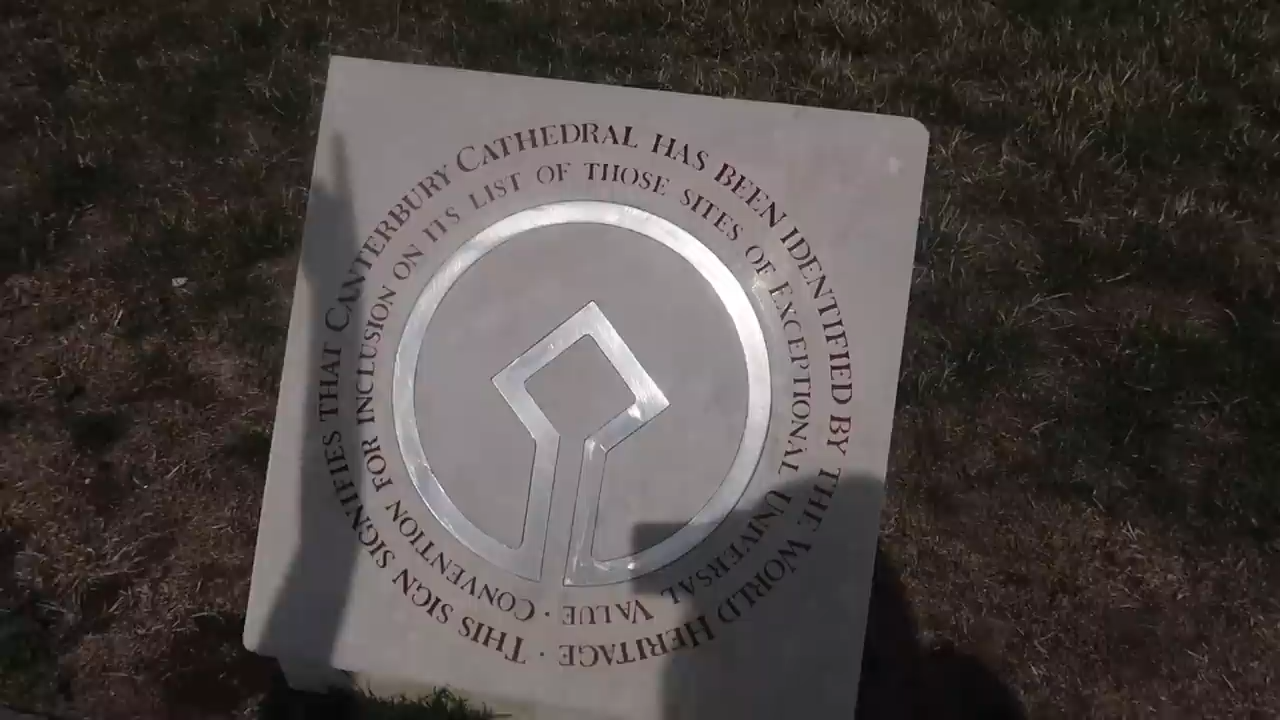 THIS SIGN SIGNIFIES THAT CANTERBURY CATHEDRAL HAS BEEN IDENTIFIED BY THE WORLD HERITAGE ·
CONVENTION FOR INCLUSION ON ITS LIST OF THOSE SITES OF EXCEPTIONAL UNIVERSAL VALUE ·